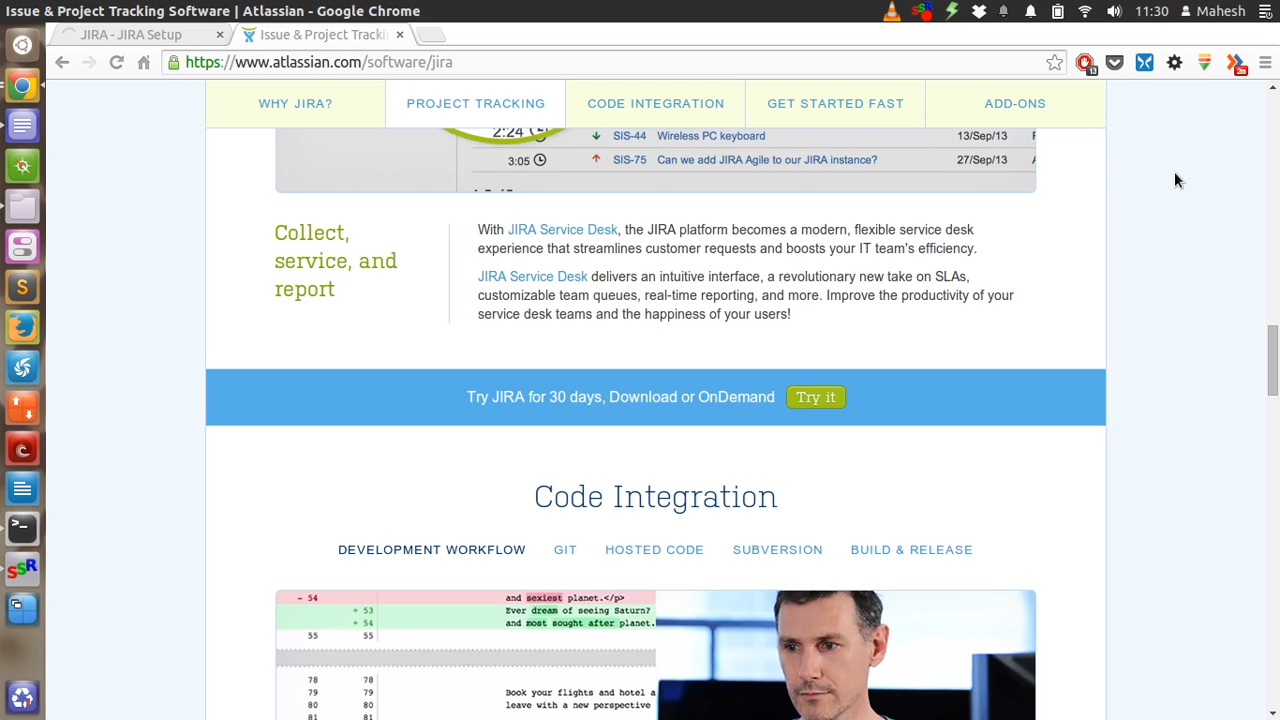 Issue & Project Tracking Software | Atlassian - Google Chrome
11:30 Mahesh
JIRA - JIRA Setup
Issue & Project Tracki
https://www.atlassian.com/software/jira
13
2m
WHY JIRA?
PROJECT TRACKING
CODE INTEGRATION
GET STARTED FAST
ADD-ONS
2:24 SIS-44 Wireless PC keyboard 13/Sep/13
3:05 SIS-75 Can we add JIRA Agile to our JIRA instance? 27/Sep/13
Collect,
service, and
report
With JIRA Service Desk, the JIRA platform becomes a modern, flexible service desk
experience that streamlines customer requests and boosts your IT team's efficiency.
JIRA Service Desk delivers an intuitive interface, a revolutionary new take on SLAs,
customizable team queues, real-time reporting, and more. Improve the productivity of your
service desk teams and the happiness of your users!
Try JIRA for 30 days, Download or OnDemand Try it
Code Integration
DEVELOPMENT WORKFLOW GIT HOSTED CODE SUBVERSION BUILD & RELEASE
- 54 and sexiest planet.</p>
+ 53 Ever dream of seeing Saturn?
+ 54 and most sought after planet.
55 55
78 78
79 79 Book your flights and hotel a
80 80 leave with a new perspective
81 81
S
SSR